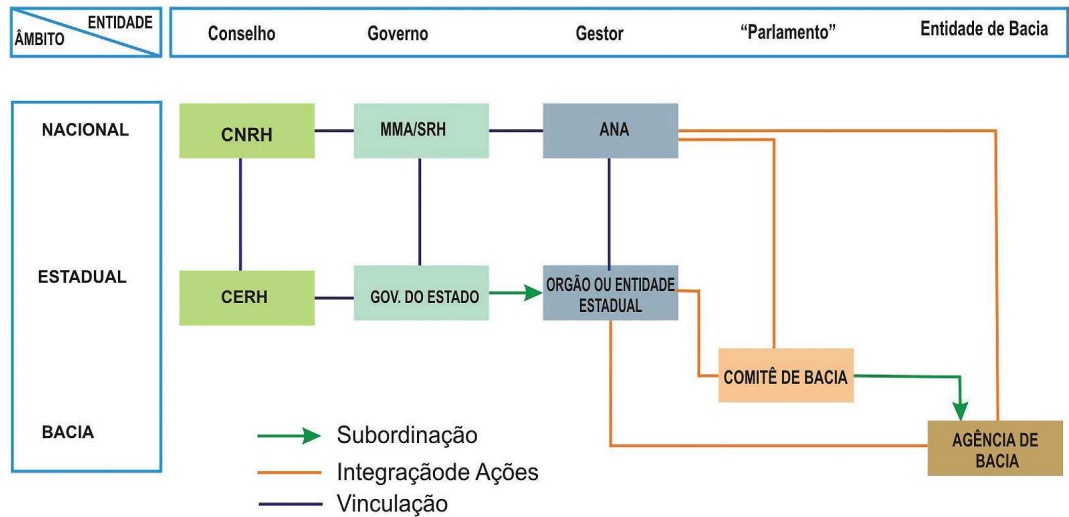 ENTIDADE
ÂMBITO
Conselho
Governo
Gestor
“Parlamento”
Entidade de Bacia
NACIONAL
CNRH
MMA/SRH
ANA
ESTADUAL
CERH
GOV. DO ESTADO
ORGÃO OU ENTIDADE
ESTADUAL
COMITÊ DE BACIA
BACIA
AGÊNCIA DE
BACIA
Subordinação
Integraçãode Ações
Vinculação